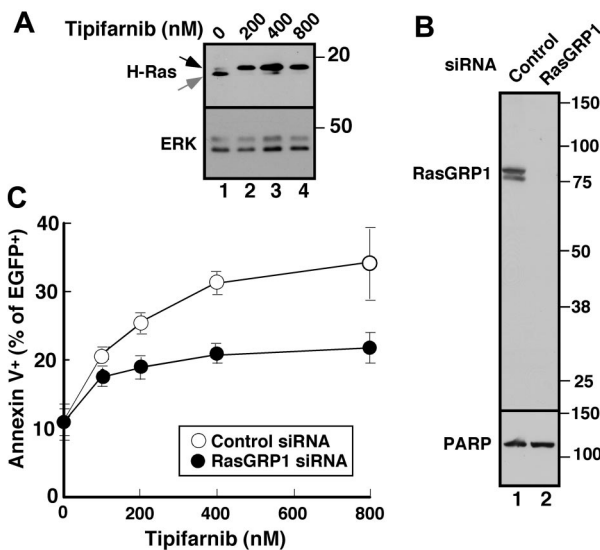 A
Tipifarnib (nM)
0 200 400 800
H-Ras
20
ERK
50
1 2 3 4
B
siRNA
Control
RasGRP1
150
100
RasGRP1
75
50
38
25
150
PARP
100
1 2
C
Annexin V+ (% of EGFP+)
40
30
20
10
0
Control siRNA
RasGRP1 siRNA
0 200 400 600 800
Tipifarnib (nM)